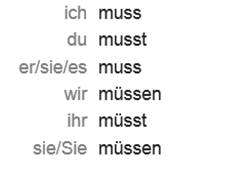 ich muss
du musst
er/sie/es muss
wir müssen
ihr müsst
sie/Sie müssen